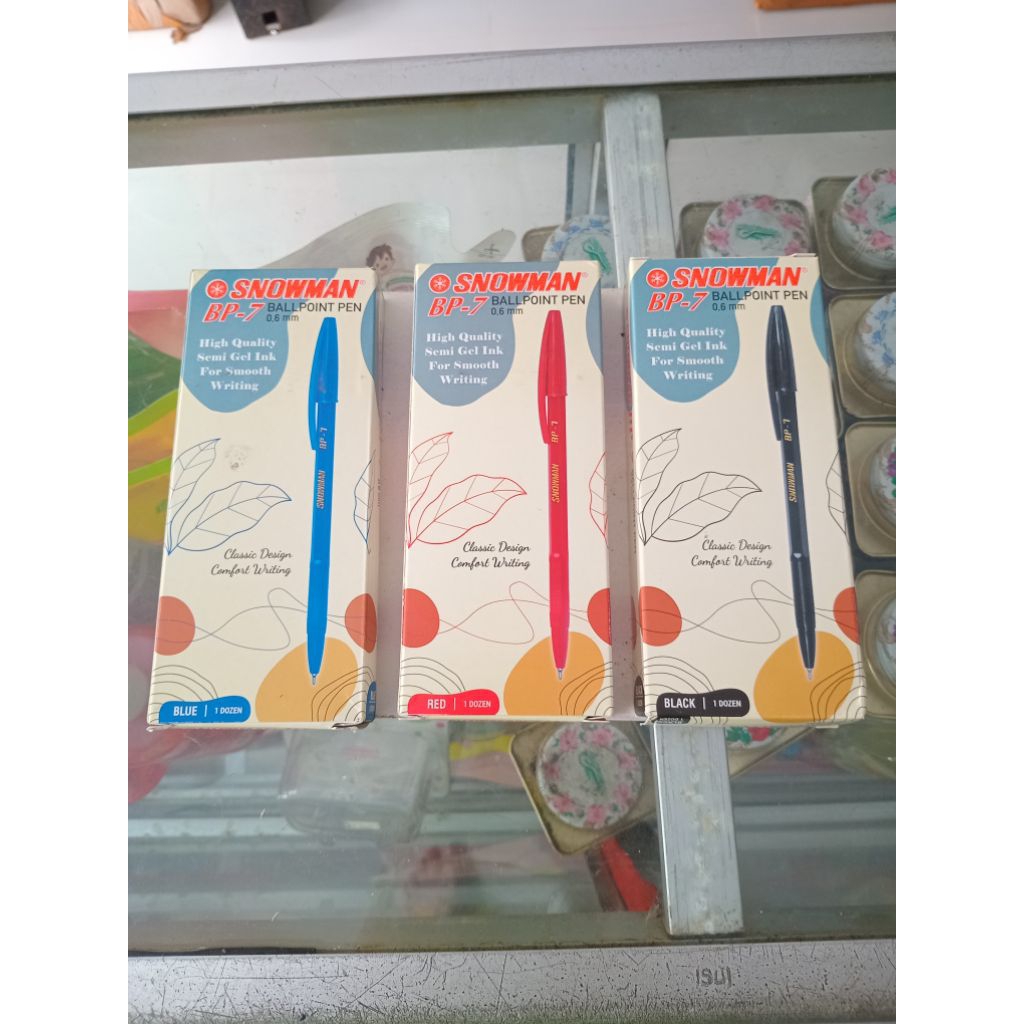 SNOWMAN®
BP-7 BALLPOINT PEN
0.6 mm
High Quality
Semi Gel Ink
For Smooth
Writing
SNOWMAN BP-7
Classic Design
Comfort Writing
BLUE | 1 DOZEN
SNOWMAN®
BP-7 BALLPOINT PEN
0.6 mm
High Quality
Semi Gel Ink
For Smooth
Writing
SNOWMAN BP-7
Classic Design
Comfort Writing
RED | 1 DOZEN
SNOWMAN®
BP-7 BALLPOINT PEN
0.6 mm
High Quality
Semi Gel Ink
For Smooth
Writing
SNOWMAN BP-7
Classic Design
Comfort Writing
BLACK | 1 DOZEN